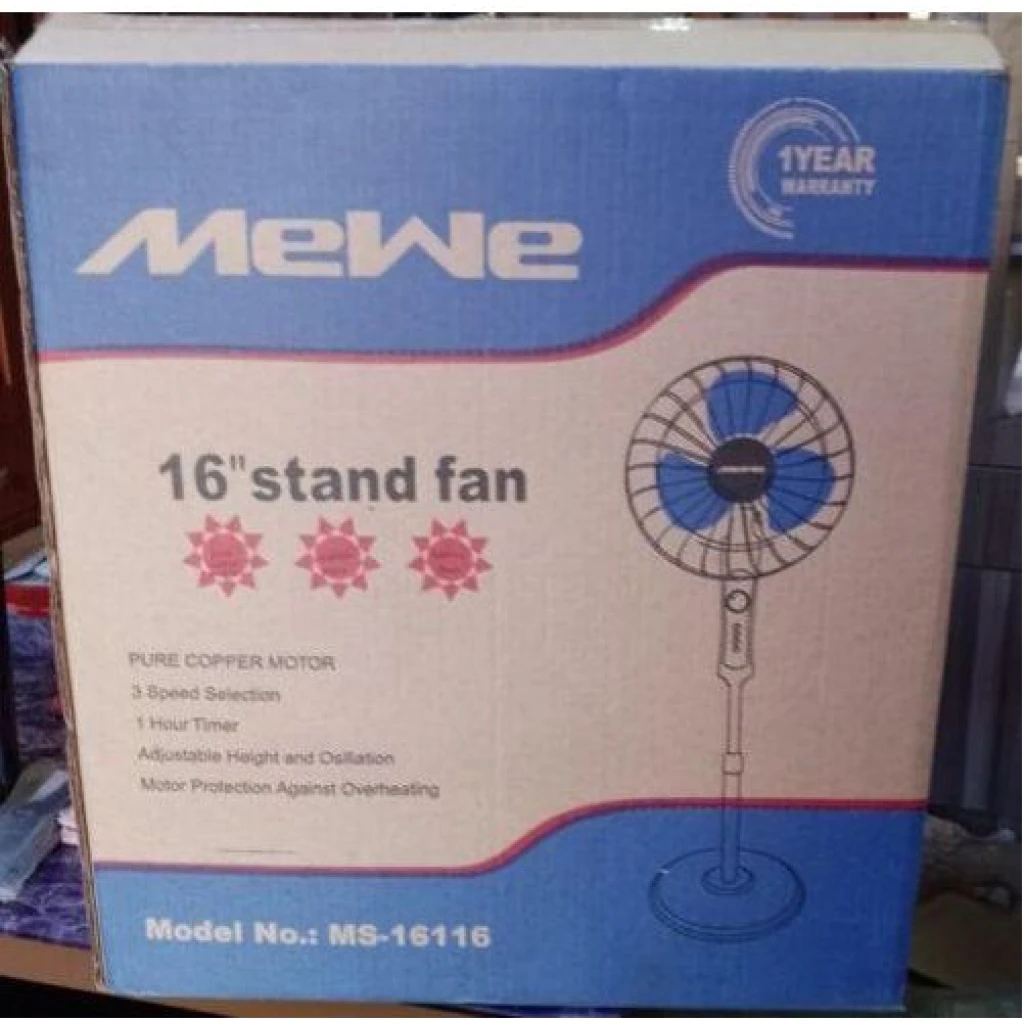 1YEAR
WARRANTY
MeWe
16"stand fan
PURE COPPER MOTOR
3 Speed Selection
1 Hour Timer
Adjustable Height and Osillation
Motor Protection Against Overheating
Model No.: MS-16116